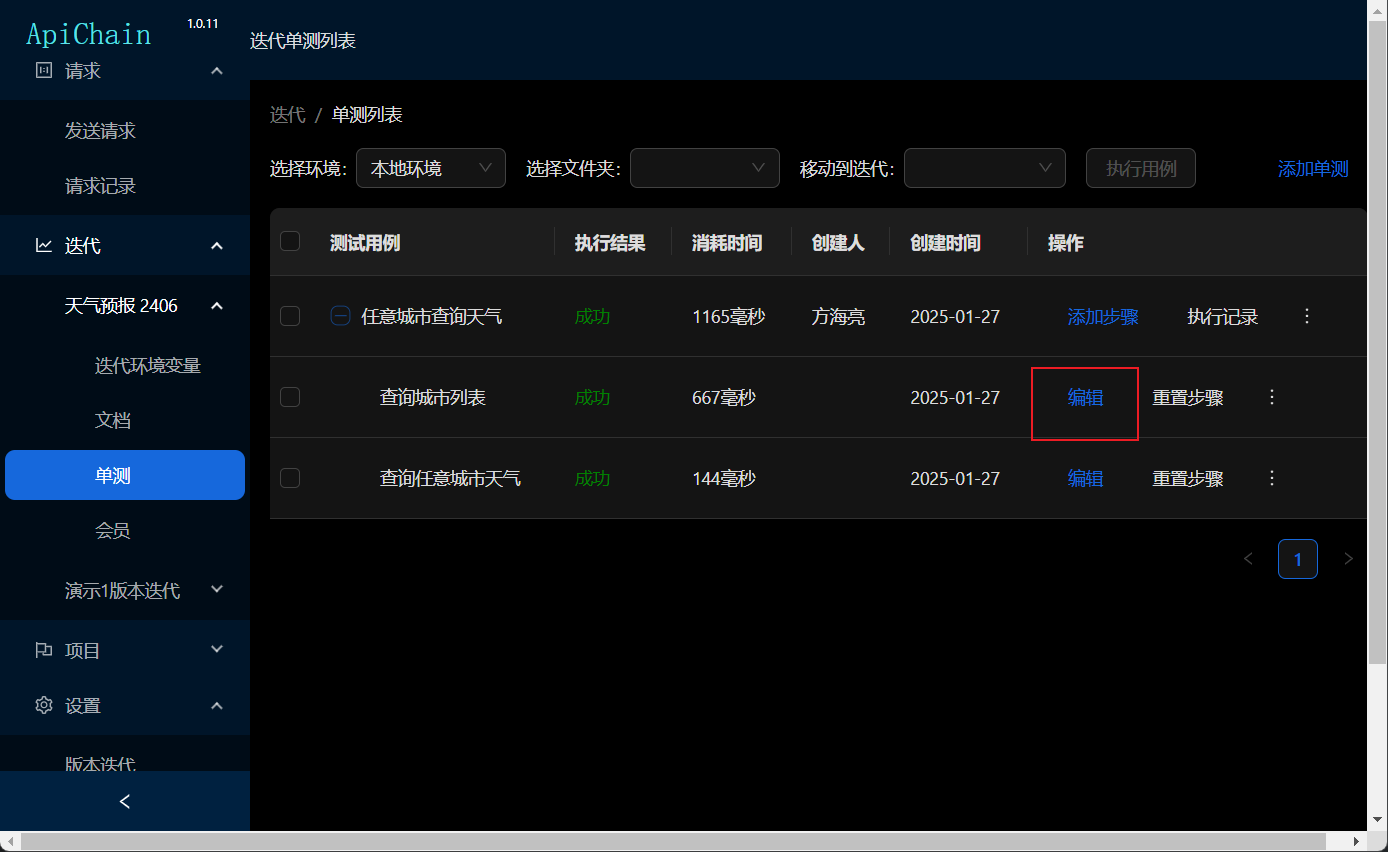 ApiChain
1.0.11
迭代单测列表
请求
发送请求
请求记录
迭代
天气预报 2406
迭代环境变量
文档
单测
会员
演示1版本迭代
项目
设置
版本迭代
迭代 / 单测列表
选择环境: 本地环境 选择文件夹: 移动到迭代: 执行用例 添加单测
测试用例 执行结果 消耗时间 创建人 创建时间 操作
任意城市查询天气 成功 1165毫秒 方海亮 2025-01-27 添加步骤 执行记录
查询城市列表 成功 667毫秒 2025-01-27 编辑 重置步骤
查询任意城市天气 成功 144毫秒 2025-01-27 编辑 重置步骤
1